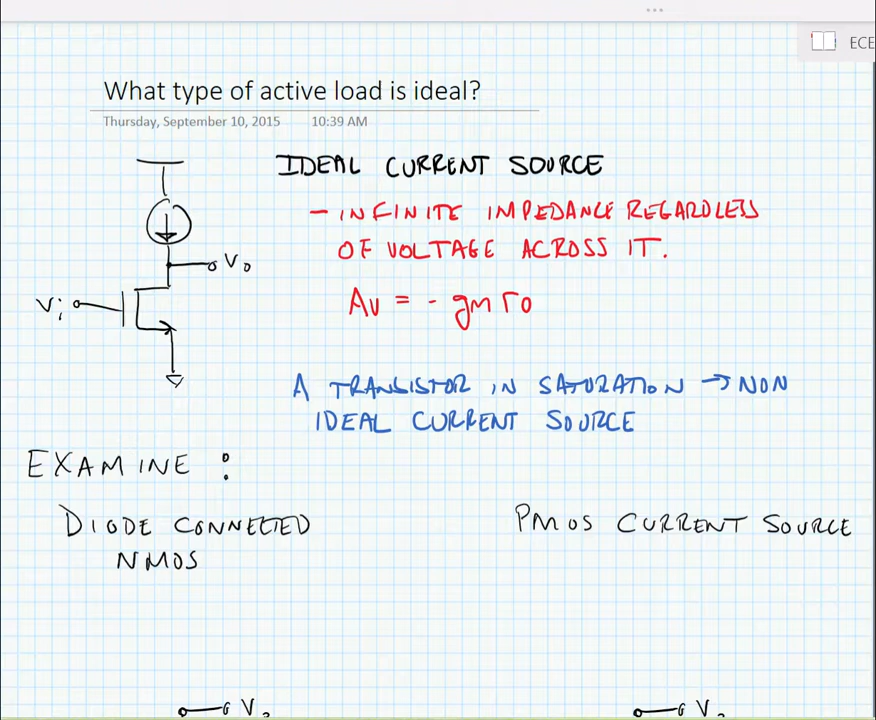 ECE
What type of active load is ideal?
Thursday, September 10, 2015 10:39 AM
IDEAL CURRENT SOURCE
- INFINITE IMPEDANCE REGARDLESS
OF VOLTAGE ACROSS IT.
Vo
Vi
Av = - gm ro
A TRANSISTOR IN SATURATION → NON
IDEAL CURRENT SOURCE
EXAMINE :
DIODE CONNECTED
NMOS
PMOS CURRENT SOURCE
V
V